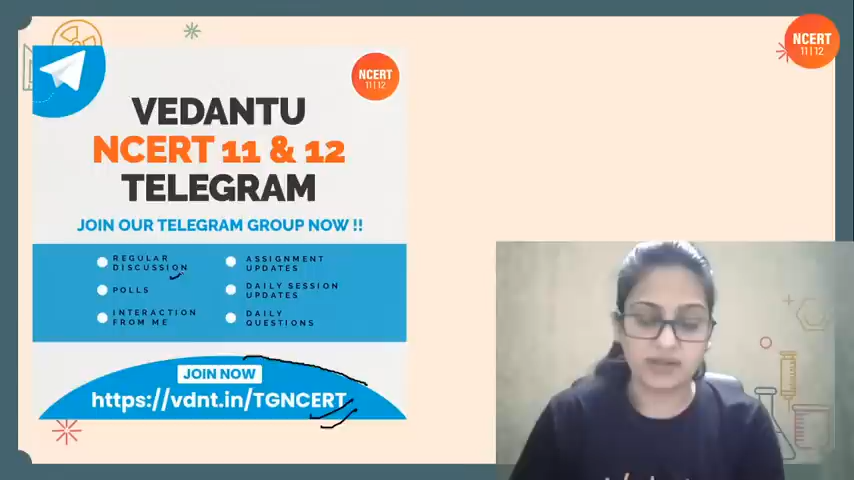 NCERT
11|12
NCERT
11|12
VEDANTU
NCERT 11 & 12
TELEGRAM
JOIN OUR TELEGRAM GROUP NOW !!
REGULAR
DISCUSSION
POLLS
INTERACTION
FROM ME
ASSIGNMENT
UPDATES
DAILY SESSION
UPDATES
DAILY
QUESTIONS
JOIN NOW
https://vdnt.in/TGNCERT